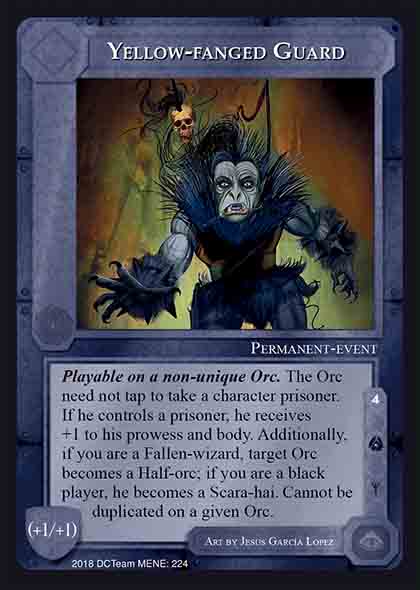 Yellow-fanged Guard
Permanent-event
Playable on a non-unique Orc. The Orc
need not tap to take a character prisoner.
If he controls a prisoner, he receives
+1 to his prowess and body. Additionally,
if you are a Fallen-wizard, target Orc
becomes a Half-orc; if you are a black
player, he becomes a Scara-hai. Cannot be
duplicated on a given Orc.
4
(+1/+1)
Art by Jesus García Lopez
2018 DCTeam MENE: 224